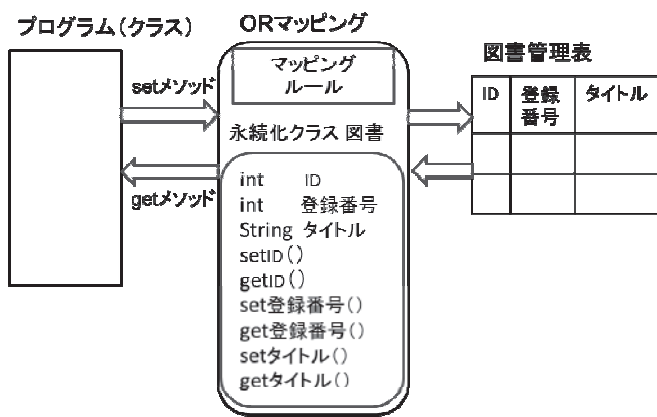 プログラム(クラス)
setメソッド
getメソッド
ORマッピング
マッピング
ルール
永続化クラス 図書
int ID
int 登録番号
String タイトル
setID()
getID()
set登録番号()
get登録番号()
setタイトル()
getタイトル()
図書管理表
ID 登録 タイトル
番号